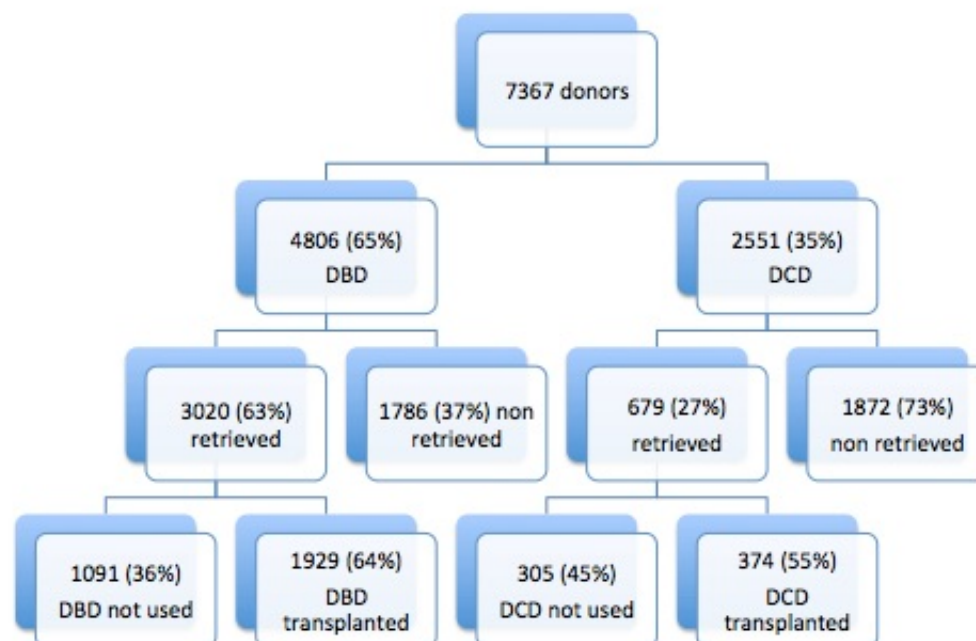 7367 donors
4806 (65%)
DBD
2551 (35%)
DCD
3020 (63%)
retrieved
1786 (37%) non
retrieved
679 (27%)
retrieved
1872 (73%)
non retrieved
1091 (36%)
DBD not used
1929 (64%)
DBD
transplanted
305 (45%)
DCD not used
374 (55%)
DCD
transplanted